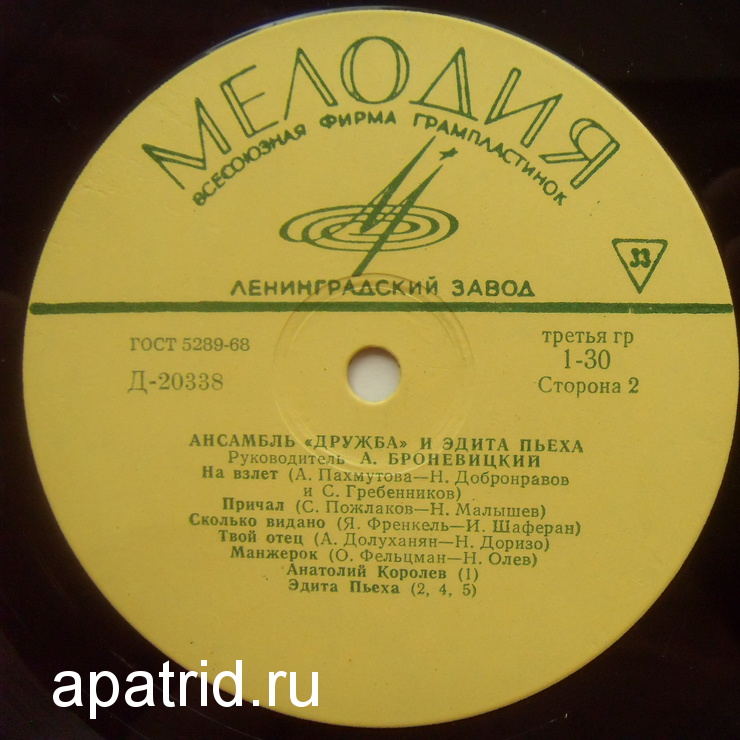 МЕЛОДИЯ
ВСЕСОЮЗНАЯ ФИРМА ГРАМПЛАСТИНОК
ЛЕНИНГРАДСКИЙ ЗАВОД
33
ГОСТ 5289-68
Д-20338
третья гр
1-30
Сторона 2
АНСАМБЛЬ «ДРУЖБА» И ЭДИТА ПЬЕХА
Руководитель А. БРОНЕВИЦКИЙ
На взлет (А. Пахмутова—Н. Добронравов
и С. Гребенников)
Причал (С. Пожлаков—Н. Малышев)
Сколько видано (Я. Френкель—И. Шаферан)
Твой отец (А. Долуханян—Н. Доризо)
Манжерок (О. Фельцман—Н. Олев)
Анатолий Королев (1)
Эдита Пьеха (2, 4, 5)
apatrid.ru